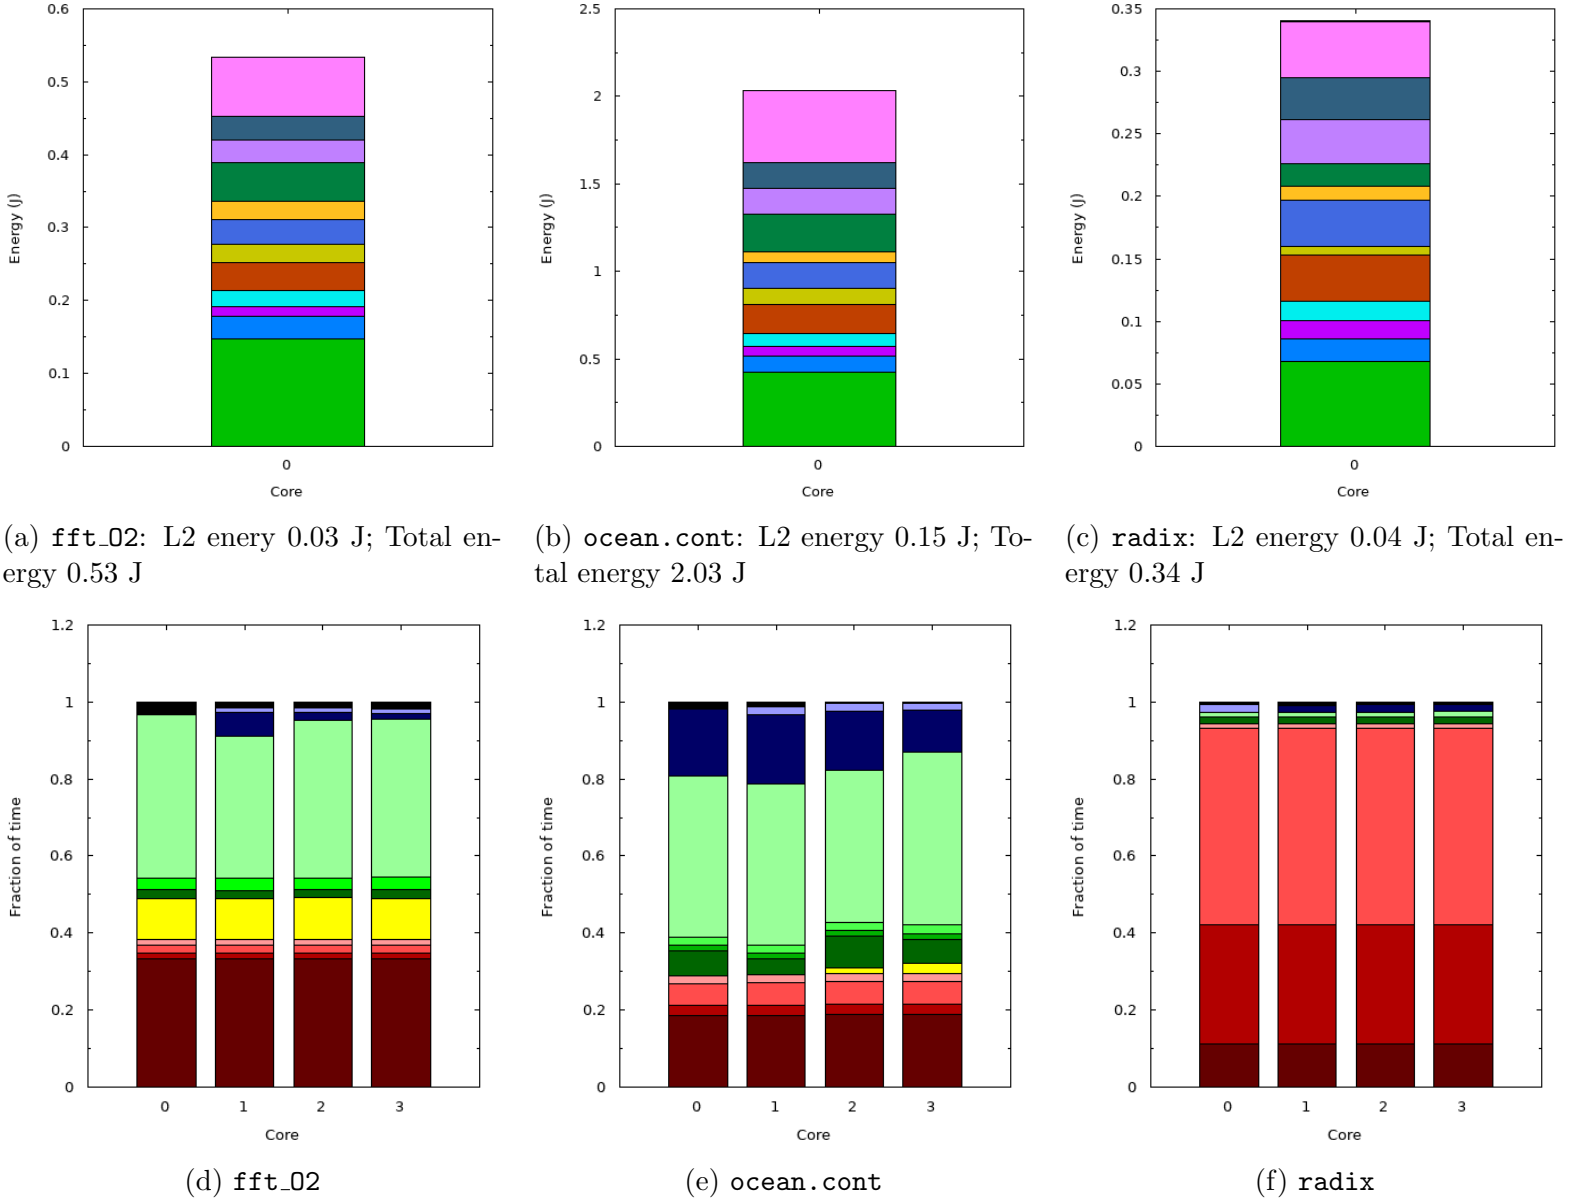 0.6
0.5
0.4
0.3
0.2
0.1
0
Energy (J)
0
Core
2.5
2
1.5
1
0.5
0
Energy (J)
0
Core
0.35
0.3
0.25
0.2
0.15
0.1
0.05
0
Energy (J)
0
Core
(a) fft_O2: L2 enery 0.03 J; Total en-
ergy 0.53 J
(b) ocean.cont: L2 energy 0.15 J; To-
tal energy 2.03 J
(c) radix: L2 energy 0.04 J; Total en-
ergy 0.34 J
1.2
1
0.8
0.6
0.4
0.2
0
Fraction of time
0 1 2 3
Core
1.2
1
0.8
0.6
0.4
0.2
0
Fraction of time
0 1 2 3
Core
1.2
1
0.8
0.6
0.4
0.2
0
Fraction of time
0 1 2 3
Core
(d) fft_O2
(e) ocean.cont
(f) radix